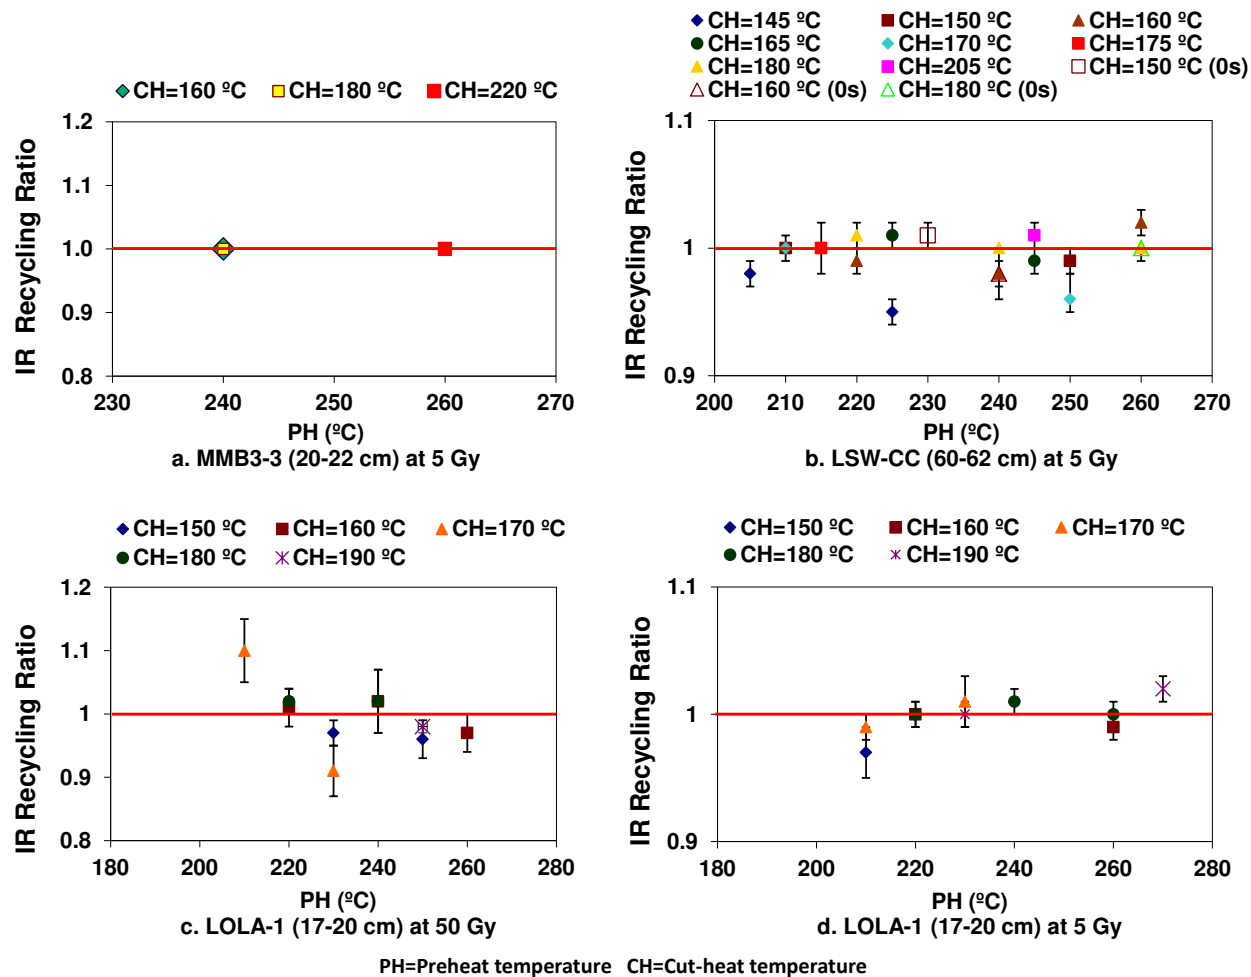 CH=160 ºC CH=180 ºC CH=220 ºC
1.2
1.1
1.0
0.9
0.8
IR Recycling Ratio
230 240 250 260 270
PH (ºC)
a. MMB3-3 (20-22 cm) at 5 Gy
CH=145 ºC CH=150 ºC CH=160 ºC
CH=165 ºC CH=170 ºC CH=175 ºC
CH=180 ºC CH=205 ºC CH=150 ºC (0s)
CH=160 ºC (0s) CH=180 ºC (0s)
1.1
1
0.9
IR Recycling Ratio
200 210 220 230 240 250 260 270
PH (ºC)
b. LSW-CC (60-62 cm) at 5 Gy
CH=150 ºC CH=160 ºC CH=170 ºC
CH=180 ºC CH=190 ºC
1.2
1.1
1
0.9
0.8
IR Recycling Ratio
180 200 220 240 260 280
PH (ºC)
c. LOLA-1 (17-20 cm) at 50 Gy
CH=150 ºC CH=160 ºC CH=170 ºC
CH=180 ºC CH=190 ºC
1.1
1
0.9
IR Recycling Ratio
180 200 220 240 260 280
PH (ºC)
d. LOLA-1 (17-20 cm) at 5 Gy
PH=Preheat temperature CH=Cut-heat temperature